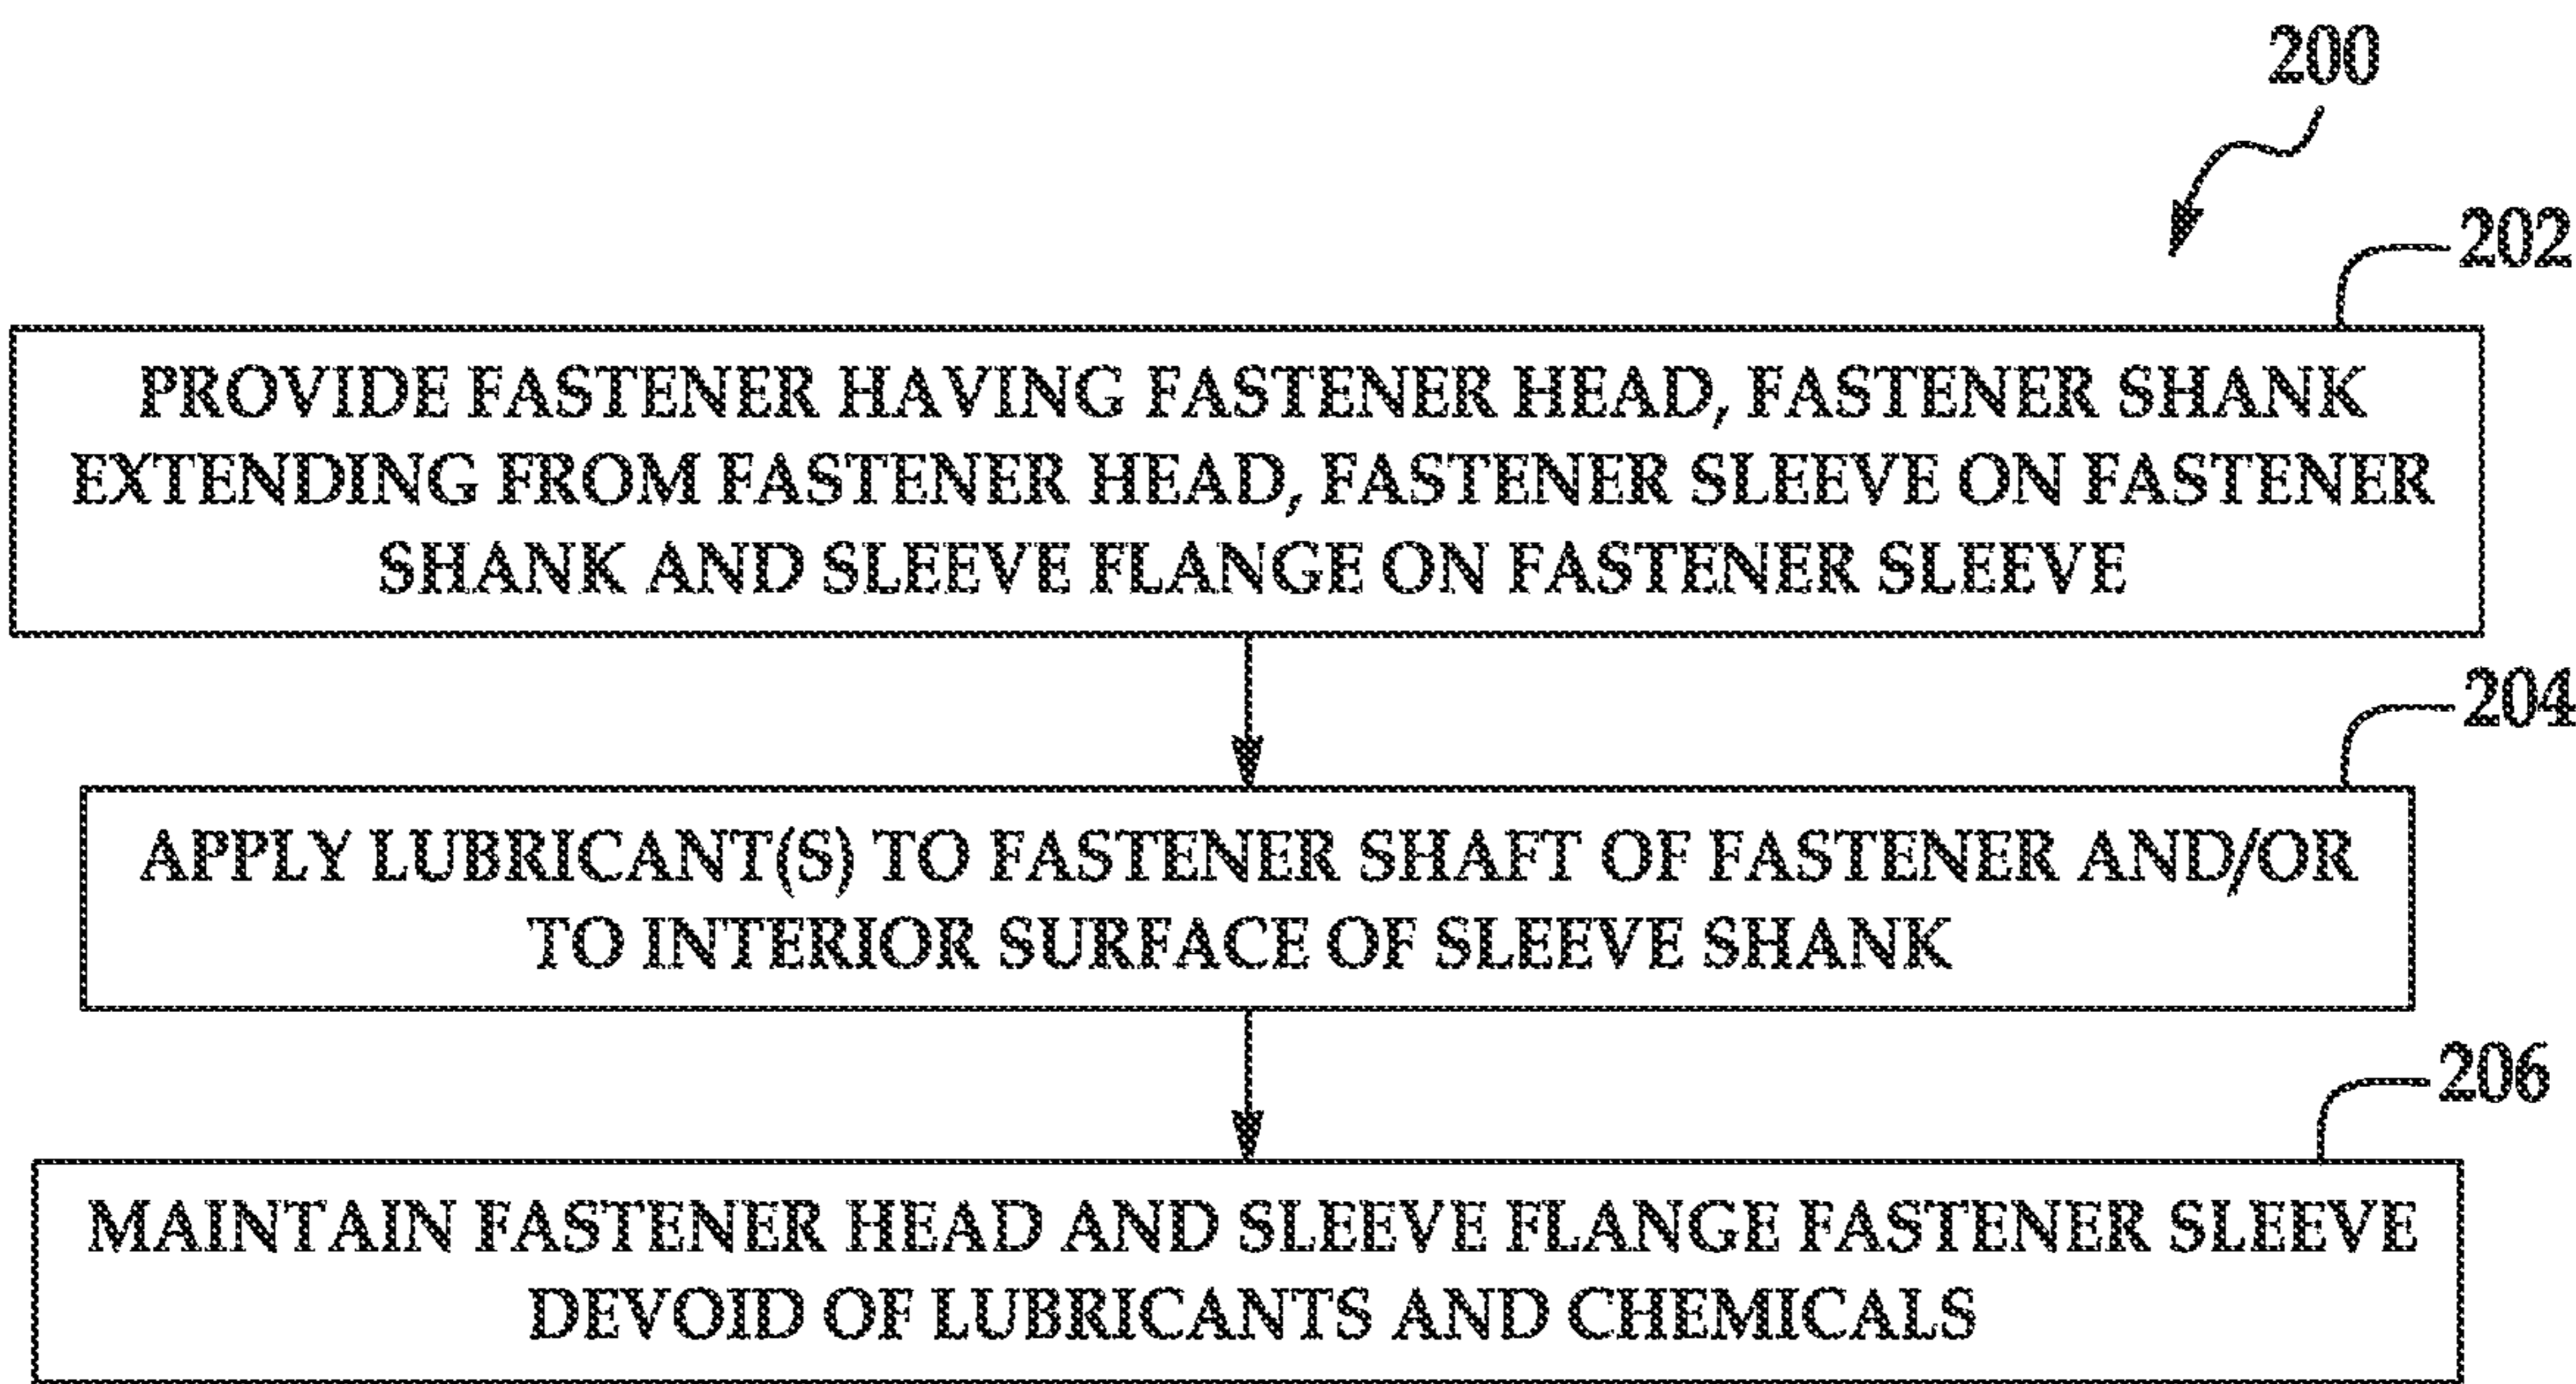 200
202
PROVIDE FASTENER HAVING FASTENER HEAD, FASTENER SHANK
EXTENDING FROM FASTENER HEAD, FASTENER SLEEVE ON FASTENER
SHANK AND SLEEVE FLANGE ON FASTENER SLEEVE
204
APPLY LUBRICANT(S) TO FASTENER SHAFT OF FASTENER AND/OR
TO INTERIOR SURFACE OF SLEEVE SHANK
206
MAINTAIN FASTENER HEAD AND SLEEVE FLANGE FASTENER SLEEVE
DEVOID OF LUBRICANTS AND CHEMICALS